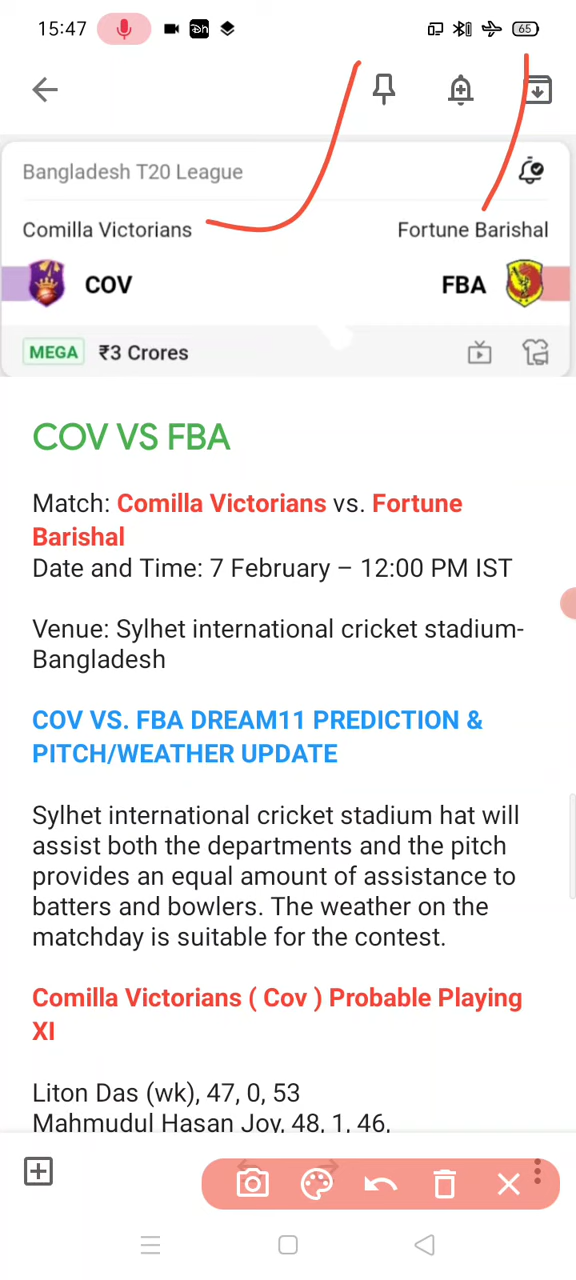 15:47
Dh
65
Bangladesh T20 League
Comilla Victorians
Fortune Barishal
COV
FBA
MEGA ₹3 Crores
COV VS FBA
Match: Comilla Victorians vs. Fortune
Barishal
Date and Time: 7 February – 12:00 PM IST
Venue: Sylhet international cricket stadium-
Bangladesh
COV VS. FBA DREAM11 PREDICTION &
PITCH/WEATHER UPDATE
Sylhet international cricket stadium hat will
assist both the departments and the pitch
provides an equal amount of assistance to
batters and bowlers. The weather on the
matchday is suitable for the contest.
Comilla Victorians ( Cov ) Probable Playing
XI
Liton Das (wk), 47, 0, 53
Mahmudul Hasan Joy, 48, 1, 46,